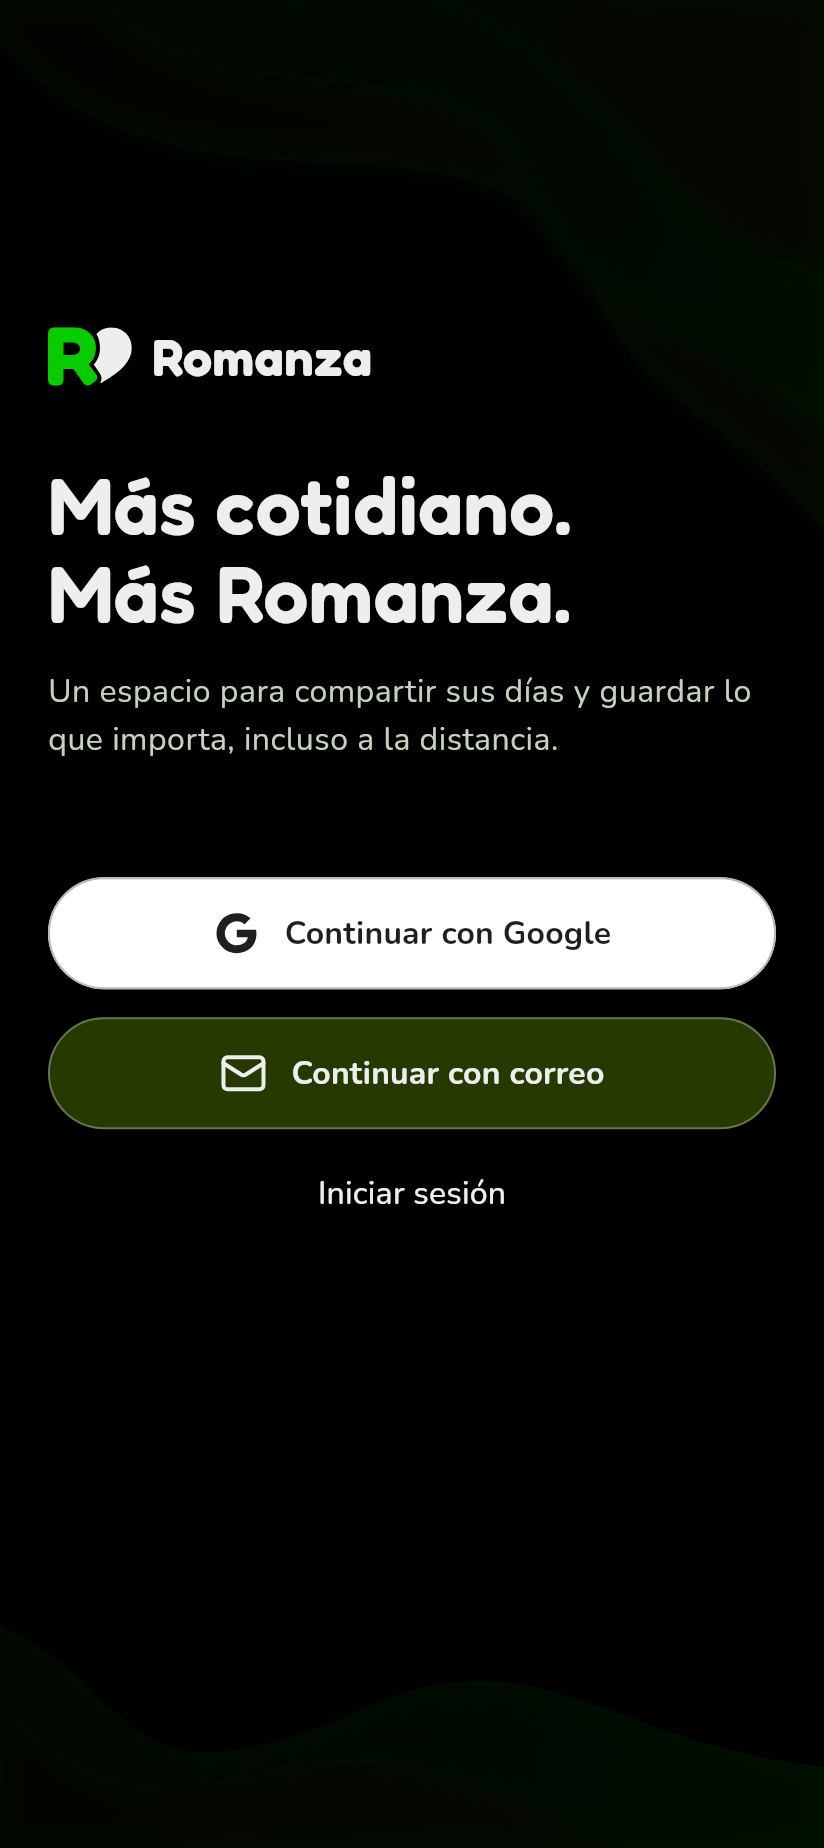 Romanza
Más cotidiano.
Más Romanza.
Un espacio para compartir sus días y guardar lo
que importa, incluso a la distancia.
Continuar con Google
Continuar con correo
Iniciar sesión